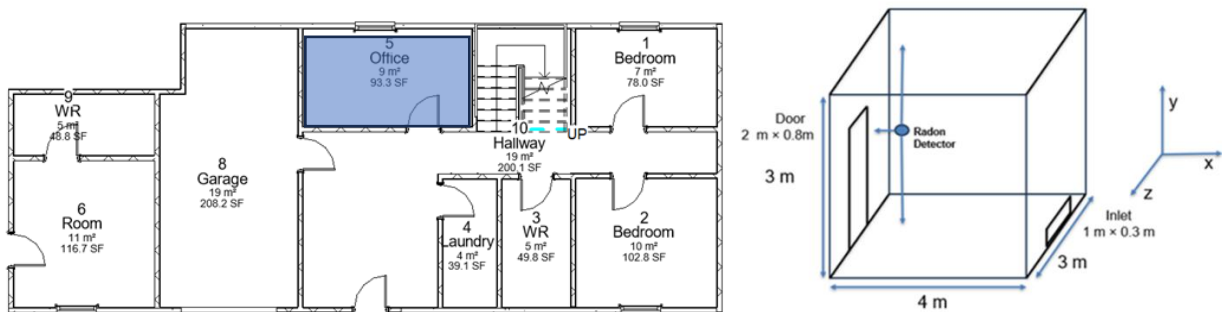 5
Office
9 m²
93.3 SF
1
Bedroom
7 m²
78.0 SF
9
WR
5 m²
48.8 SF
10
UP
Hallway
19 m²
200.1 SF
8
Garage
19 m²
208.2 SF
6
Room
11 m²
116.7 SF
4
Laundry
4 m²
39.1 SF
3
WR
5 m²
49.8 SF
2
Bedroom
10 m²
102.8 SF
Door
2 m × 0.8m
3 m
Radon
Detector
Inlet
1 m × 0.3 m
3 m
4 m
y
x
z